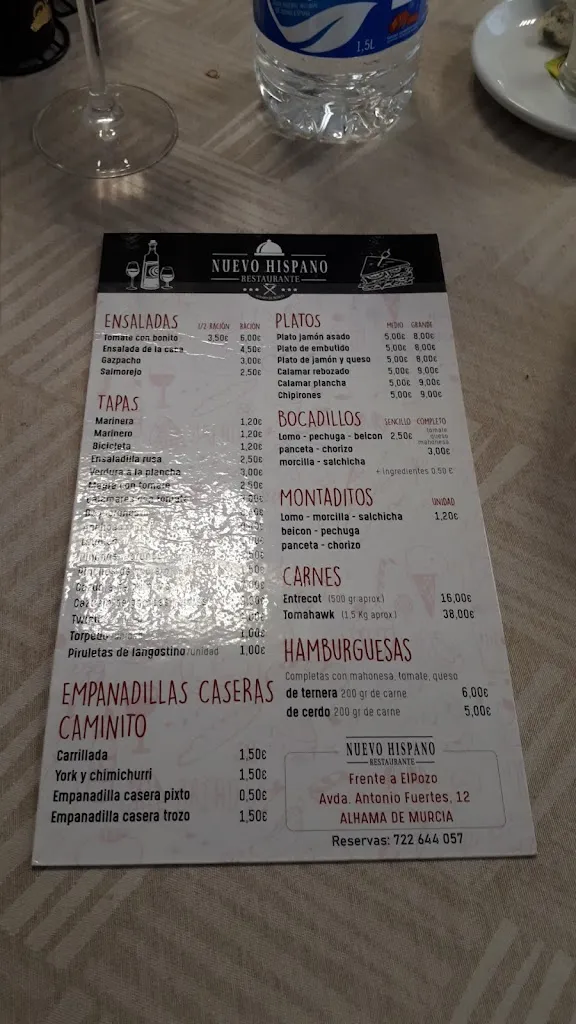 1,5L
NUEVO HISPANO
RESTAURANTE
ENSALADAS 1/2 RACIÓN RACIÓN
Tomate con bonito 3,50€ 6,00€
Ensalada de la casa 4,50€
Gazpacho 3,00€
Salmorejo 2,50€
TAPAS
Marinera 1,20€
Marinero 1,20€
Bicicleta 1,20€
Ensaladilla rusa 2,50€
Verdura a la plancha 3,00€
Magra con tomate 2,50€
Calamares con tomate
Torpedo 1,00€
Piruletas de langostino/unidad 1,00€
EMPANADILLAS CASERAS
CAMINITO
Carrillada 1,50€
York y chimichurri 1,50€
Empanadilla casera pixto 0,50€
Empanadilla casera trozo 1,50€
PLATOS MEDIO GRANDE
Plato jamón asado 5,00€ 8,00€
Plato de embutido 5,00€ 8,00€
Plato de jamón y queso 5,00€ 8,00€
Calamar rebozado 5,00€ 9,00€
Calamar plancha 5,00€ 9,00€
Chipirones 5,00€ 9,00€
BOCADILLOS SENCILLO COMPLETO
Lomo - pechuga - beicon 2,50€ tomate
queso
mahonesa
panceta - chorizo 3,00€
morcilla - salchicha
+ Ingredientes 0,50 €
MONTADITOS UNIDAD
Lomo - morcilla - salchicha 1,20€
beicon - pechuga
panceta - chorizo
CARNES
Entrecot (500 gr aprox.) 16,00€
Tomahawk (1.5 Kg aprox.) 38,00€
HAMBURGUESAS
Completas con mahonesa, tomate, queso
de ternera 200 gr de carne 6,00€
de cerdo 200 gr de carne 5,00€
NUEVO HISPANO
RESTAURANTE
Frente a ElPozo
Avda. Antonio Fuertes, 12
ALHAMA DE MURCIA
Reservas: 722 644 057